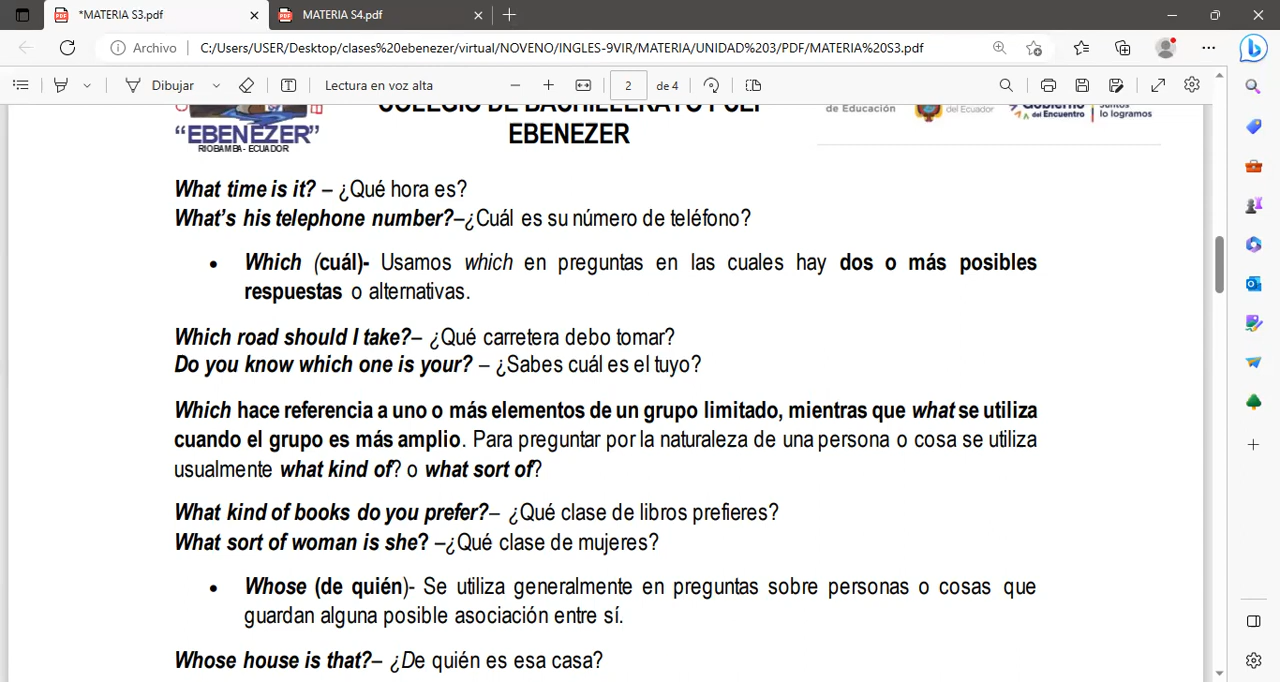 *MATERIA S3.pdf
MATERIA S4.pdf
Archivo
C:/Users/USER/Desktop/clases%20ebenezer/virtual/NOVENO/INGLES-9VIR/MATERIA/UNIDAD%203/PDF/MATERIA%20S3.pdf
Dibujar
Lectura en voz alta
2
de 4
EBENEZER
"EBENEZER"
RIOBAMBA- ECUADOR
de Educación
del Ecuador
del Encuentro
lo logramos
What time is it? – ¿Qué hora es?
What's his telephone number?–¿Cuál es su número de teléfono?
• Which (cuál)- Usamos which en preguntas en las cuales hay dos o más posibles
respuestas o alternativas.
Which road should I take?– ¿Qué carretera debo tomar?
Do you know which one is your? – ¿Sabes cuál es el tuyo?
Which hace referencia a uno o más elementos de un grupo limitado, mientras que what se utiliza
cuando el grupo es más amplio. Para preguntar por la naturaleza de una persona o cosa se utiliza
usualmente what kind of? o what sort of?
What kind of books do you prefer?– ¿Qué clase de libros prefieres?
What sort of woman is she? –¿Qué clase de mujeres?
• Whose (de quién)- Se utiliza generalmente en preguntas sobre personas o cosas que
guardan alguna posible asociación entre sí.
Whose house is that?– ¿De quién es esa casa?